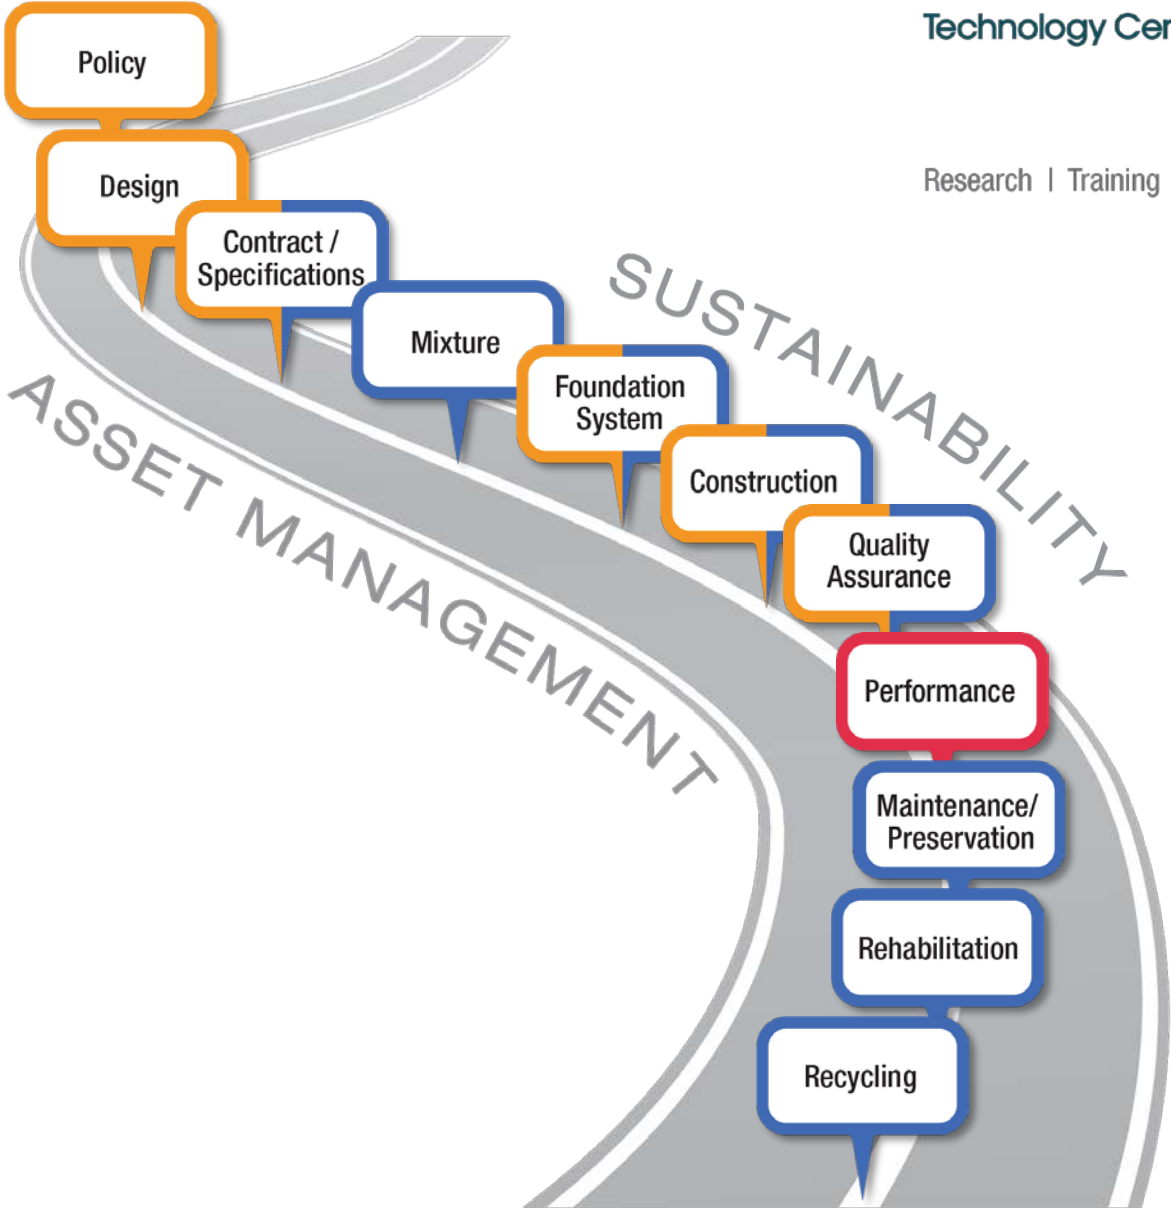 Technology Cer
Research | Training
Policy
Design
Contract /
Specifications
Mixture
Foundation
System
Construction
Quality
Assurance
Performance
Maintenance/
Preservation
Rehabilitation
Recycling
SUSTAINABILITY
ASSET MANAGEMENT